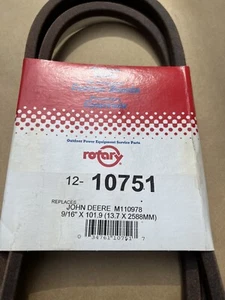 Outdoor Power Equipment Service Parts
rotary
12- 10751
REPLACES
JOHN DEERE M110978
9/16" X 101.9 (13.7 X 2588MM)